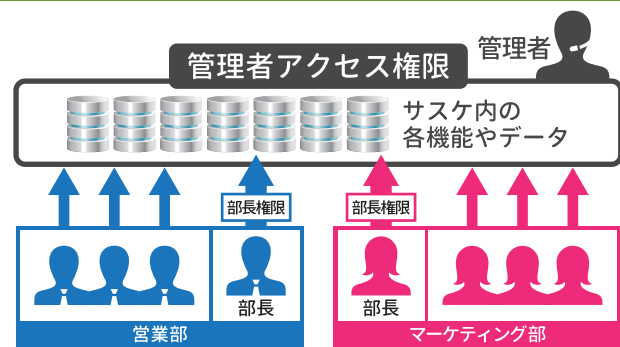 管理者アクセス権限
管理者
サスケ内の
各機能やデータ
部長権限
部長権限
部長
部長
営業部
マーケティング部